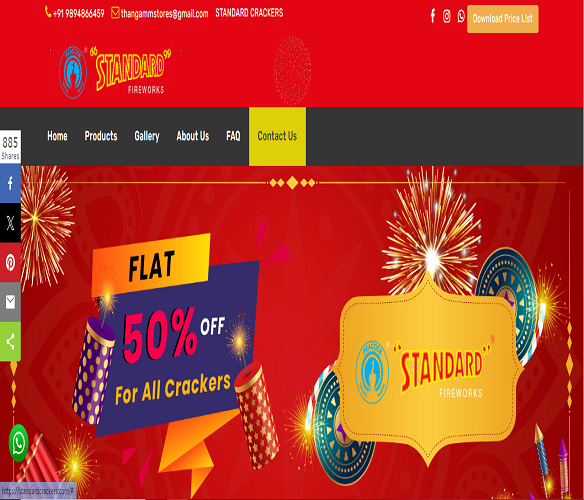 +91 9894866459 thangammstores@gmail.com STANDARD CRACKERS
Download Price List
"STANDARD"®
FIREWORKS
Home Products Gallery About Us FAQ Contact Us
885
Shares
FLAT
50% OFF
For All Crackers
"STANDARD"®
FIREWORKS
https://standardcrackers.com/#